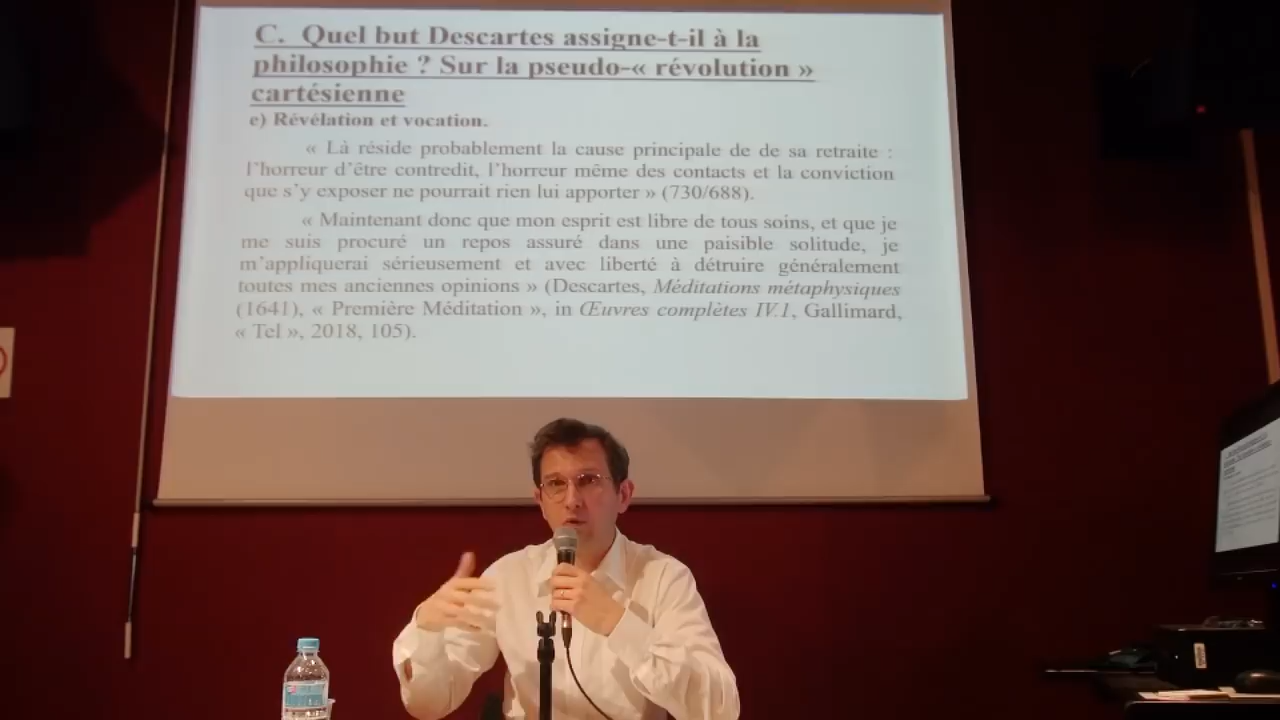 C. Quel but Descartes assigne-t-il à la
philosophie ? Sur la pseudo-« révolution »
cartésienne
e) Révélation et vocation.
« Là réside probablement la cause principale de de sa retraite :
l'horreur d'être contredit, l'horreur même des contacts et la conviction
que s'y exposer ne pourrait rien lui apporter » (730/688).
« Maintenant donc que mon esprit est libre de tous soins, et que je
me suis procuré un repos assuré dans une paisible solitude, je
m'appliquerai sérieusement et avec liberté à détruire généralement
toutes mes anciennes opinions » (Descartes, Méditations métaphysiques
(1641), « Première Méditation », in Œuvres complètes IV.1, Gallimard,
« Tel », 2018, 105).